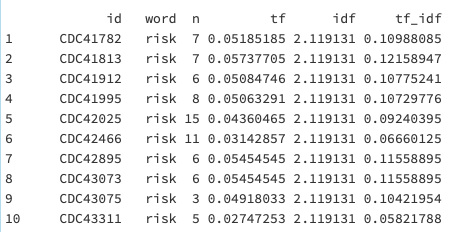 id word n tf idf tf_idf
1 CDC41782 risk 7 0.05185185 2.119131 0.10988085
2 CDC41813 risk 7 0.05737705 2.119131 0.12158947
3 CDC41912 risk 6 0.05084746 2.119131 0.10775241
4 CDC41995 risk 8 0.05063291 2.119131 0.10729776
5 CDC42025 risk 15 0.04360465 2.119131 0.09240395
6 CDC42466 risk 11 0.03142857 2.119131 0.06660125
7 CDC42895 risk 6 0.05454545 2.119131 0.11558895
8 CDC43073 risk 6 0.05454545 2.119131 0.11558895
9 CDC43075 risk 3 0.04918033 2.119131 0.10421954
10 CDC43311 risk 5 0.02747253 2.119131 0.05821788